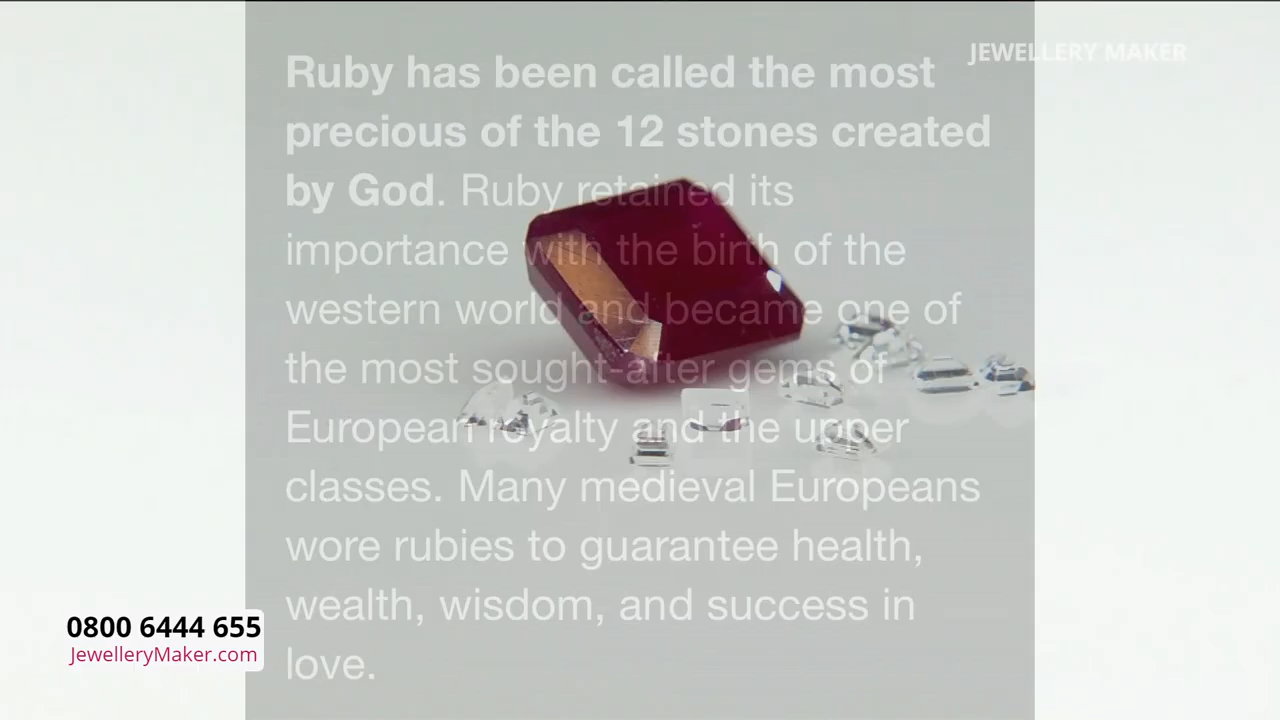 JEWELLERY MAKER
Ruby has been called the most
precious of the 12 stones created
by God. Ruby retained its
importance with the birth of the
western world and became one of
the most sought-after gems of
European royalty and the upper
classes. Many medieval Europeans
wore rubies to guarantee health,
wealth, wisdom, and success in
love.
0800 6444 655
JewelleryMaker.com